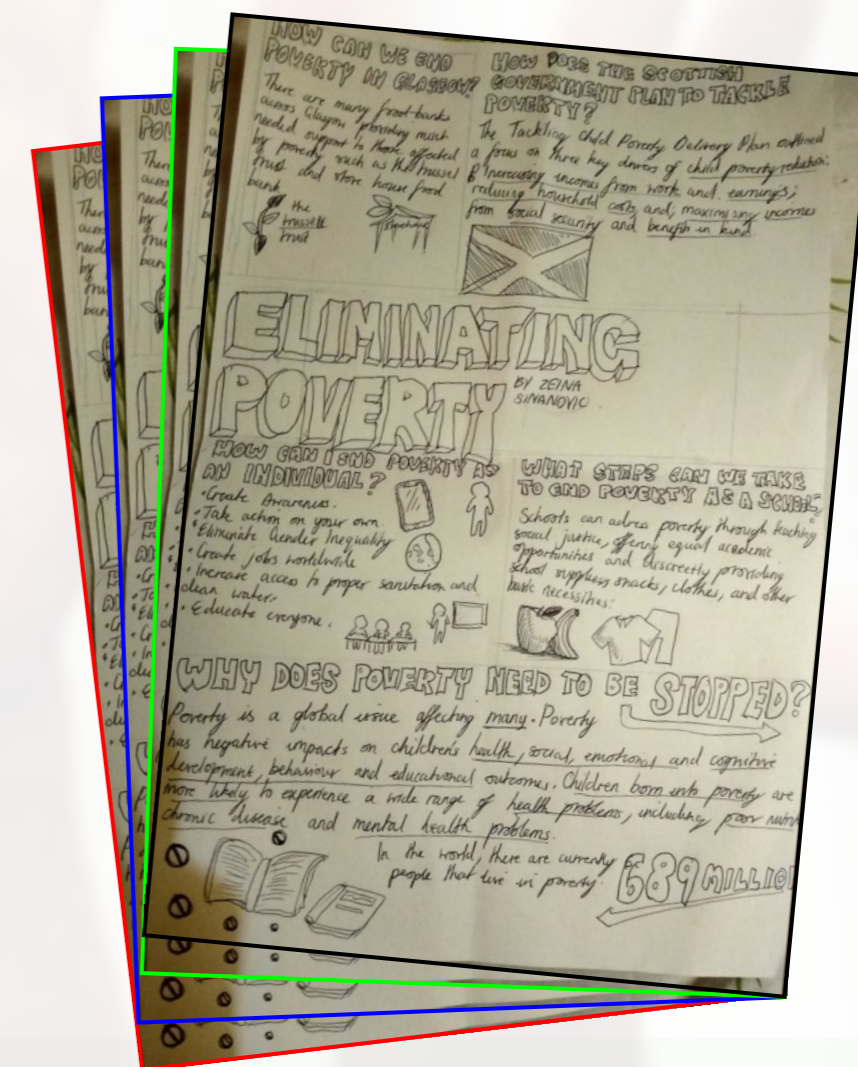 HOW CAN WE END
POVERTY IN GLASGOW?
There are many food banks
across Glasgow providing much
needed support to those affected
by poverty such as the trussel
trust and store house food
bank
the
trussell
trust
Storehouse
HOW DOES THE SCOTTISH
GOVERNMENT PLAN TO TACKLE
POVERTY?
The Tackling Child Poverty Delivery Plan outlined
a focus on three key drivers of child poverty reduction:
Increasing incomes from work and earnings;
reducing household costs and, maximising incomes
from social security and benefits in kind
ELIMINATING
POVERTY
BY ZEINA
SINANOVIC
HOW CAN I END POVERTY AS
AN INDIVIDUAL?
• Create Awareness.
• Take action on your own.
• Eliminate Gender Inequality
• Create jobs worldwide
• Increase access to proper sanitation and
clean water.
• Educate everyone.
WHAT STEPS CAN WE TAKE
TO END POVERTY AS A SCHOOL?
Schools can adress poverty through teaching
social justice, offering equal academic
opportunities and discreetly providing
school supplies, snacks, clothes, and other
basic necessities.
WHY DOES POVERTY NEED TO BE STOPPED?
Poverty is a global issue affecting many. Poverty
has negative impacts on children's health, social, emotional and cognitive
development, behaviour and educational outcomes. Children born into poverty are
more likely to experience a wide range of health problems, including poor
chronic disease and mental health problems.
In the world, there are currently 689 MILLION
people that live in poverty.